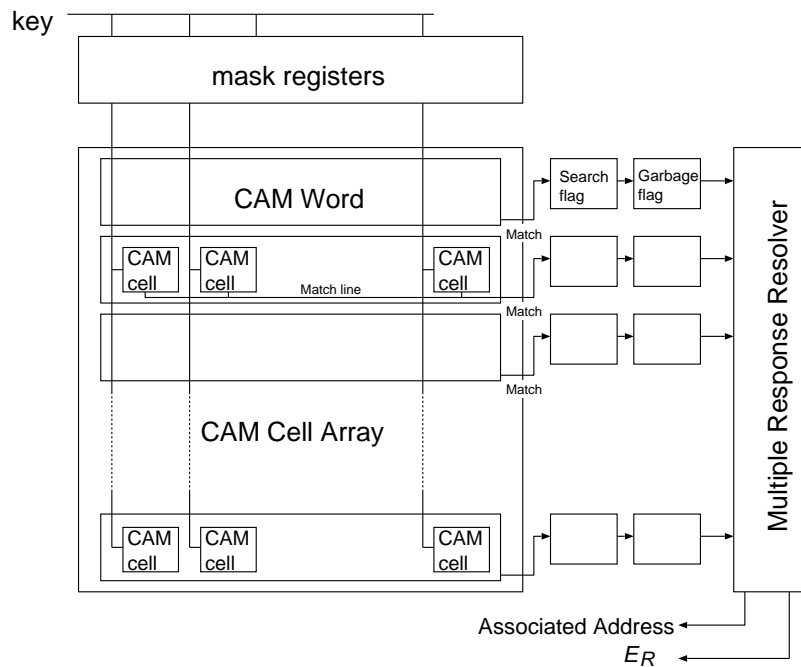 key
mask registers
CAM Word
Search
flag
Garbage
flag
Match
CAM
cell
CAM
cell
CAM
cell
Match line
Match
Match
CAM Cell Array
CAM
cell
CAM
cell
CAM
cell
Multiple Response Resolver
Associated Address
E_R